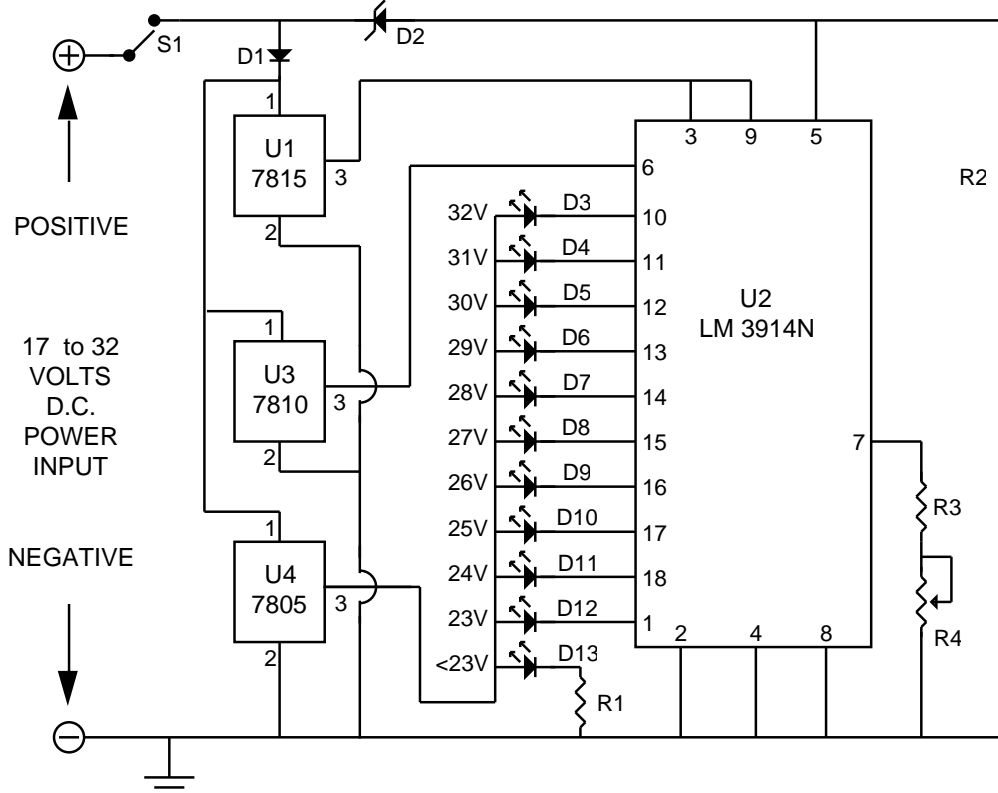 S1
D1
D2
+
1
U1
7815
3
2
POSITIVE
17 to 32
VOLTS
D.C.
POWER
INPUT
NEGATIVE
−
1
U3
7810
3
2
1
U4
7805
3
2
32V D3
31V D4
30V D5
29V D6
28V D7
27V D8
26V D9
25V D10
24V D11
23V D12
<23V D13
R1
3 9 5
6
10
11
12
13
14
15
16
17
18
1
U2
LM 3914N
7
2 4 8
R2
R3
R4